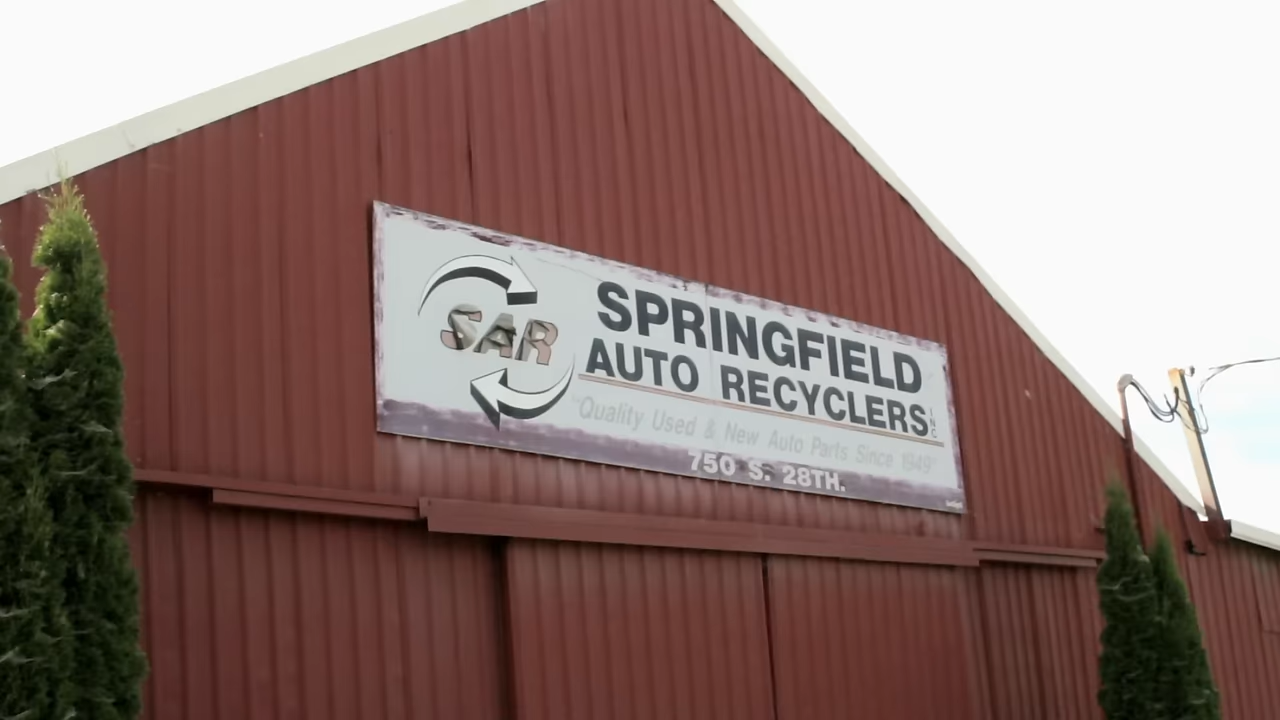 SAR
SPRINGFIELD
AUTO RECYCLERS INC
"Quality Used & New Auto Parts Since 1949"
750 S. 28TH.